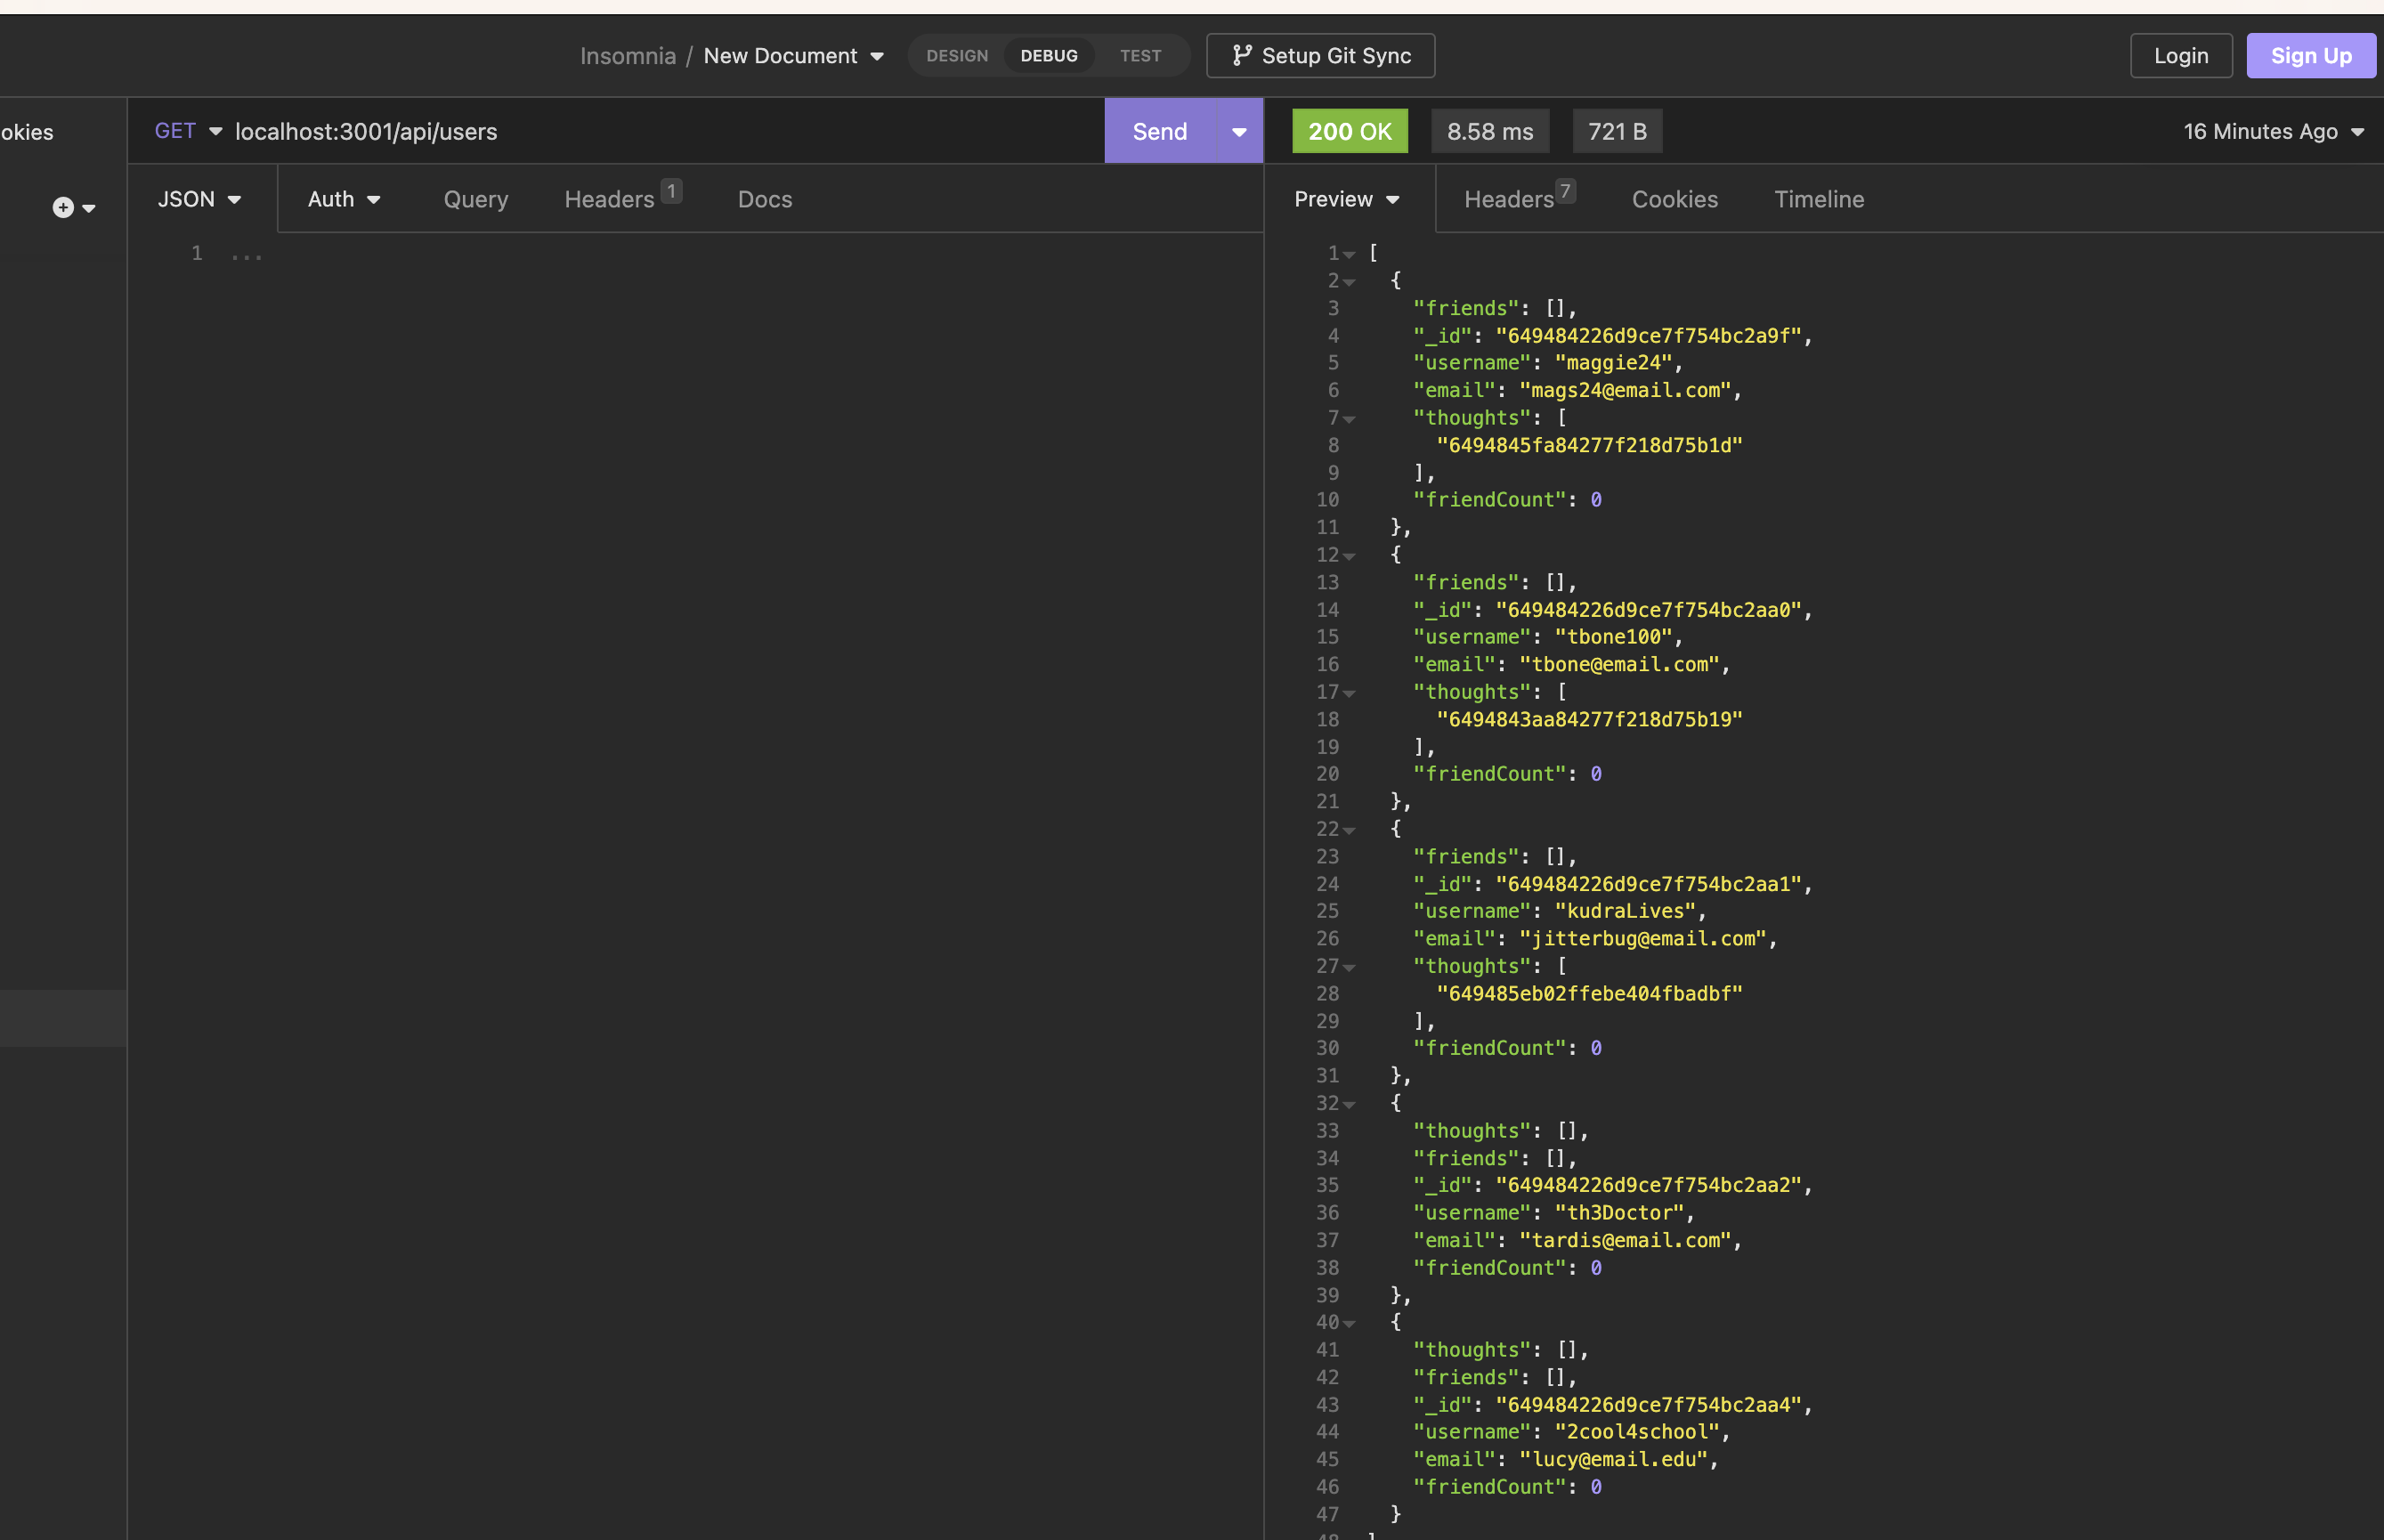 Insomnia / New Document DESIGN DEBUG TEST Setup Git Sync Login Sign Up
okies GET localhost:3001/api/users Send 200 OK 8.58 ms 721 B 16 Minutes Ago
JSON Auth Query Headers 1 Docs Preview Headers 7 Cookies Timeline
1 ...
1 [
2 {
3 "friends": [],
4 "_id": "649484226d9ce7f754bc2a9f",
5 "username": "maggie24",
6 "email": "mags24@email.com",
7 "thoughts": [
8 "6494845fa84277f218d75b1d"
9 ],
10 "friendCount": 0
11 },
12 {
13 "friends": [],
14 "_id": "649484226d9ce7f754bc2aa0",
15 "username": "tbone100",
16 "email": "tbone@email.com",
17 "thoughts": [
18 "6494843aa84277f218d75b19"
19 ],
20 "friendCount": 0
21 },
22 {
23 "friends": [],
24 "_id": "649484226d9ce7f754bc2aa1",
25 "username": "kudraLives",
26 "email": "jitterbug@email.com",
27 "thoughts": [
28 "649485eb02ffebe404fbadbf"
29 ],
30 "friendCount": 0
31 },
32 {
33 "thoughts": [],
34 "friends": [],
35 "_id": "649484226d9ce7f754bc2aa2",
36 "username": "th3Doctor",
37 "email": "tardis@email.com",
38 "friendCount": 0
39 },
40 {
41 "thoughts": [],
42 "friends": [],
43 "_id": "649484226d9ce7f754bc2aa4",
44 "username": "2cool4school",
45 "email": "lucy@email.edu",
46 "friendCount": 0
47 }
48 ]